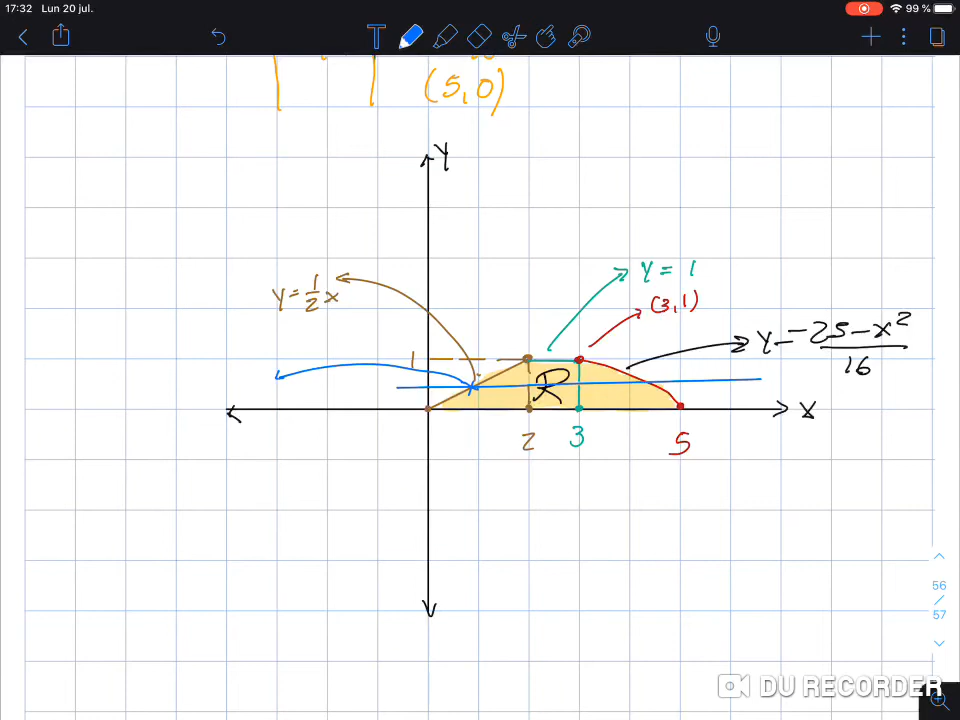 17:32 Lun 20 jul.
99 %
(5,0)
Y
y = 1
y = 1/2 x
(3,1)
y = 25 - x²
16
1
R
X
2
3
5
56
/
57
DU RECORDER